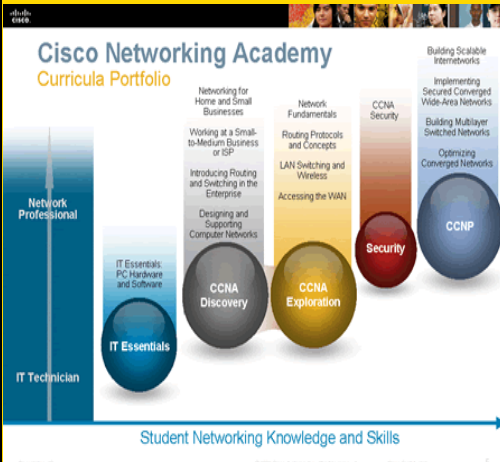 CISCO
Cisco Networking Academy
Curricula Portfolio
Network
Professional
IT Technician
IT Essentials:
PC Hardware
and Software
IT Essentials
Networking for
Home and Small
Businesses
Working at a Small-
to-Medium Business
or ISP
Introducing Routing
and Switching in the
Enterprise
Designing and
Supporting
Computer Networks
CCNA
Discovery
Network
Fundamentals
Routing Protocols
and Concepts
LAN Switching and
Wireless
Accessing the WAN
CCNA
Exploration
CCNA
Security
Security
Building Scalable
Internetworks
Implementing
Secured Converged
Wide-Area Networks
Building Multilayer
Switched Networks
Optimizing
Converged Networks
CCNP
Student Networking Knowledge and Skills